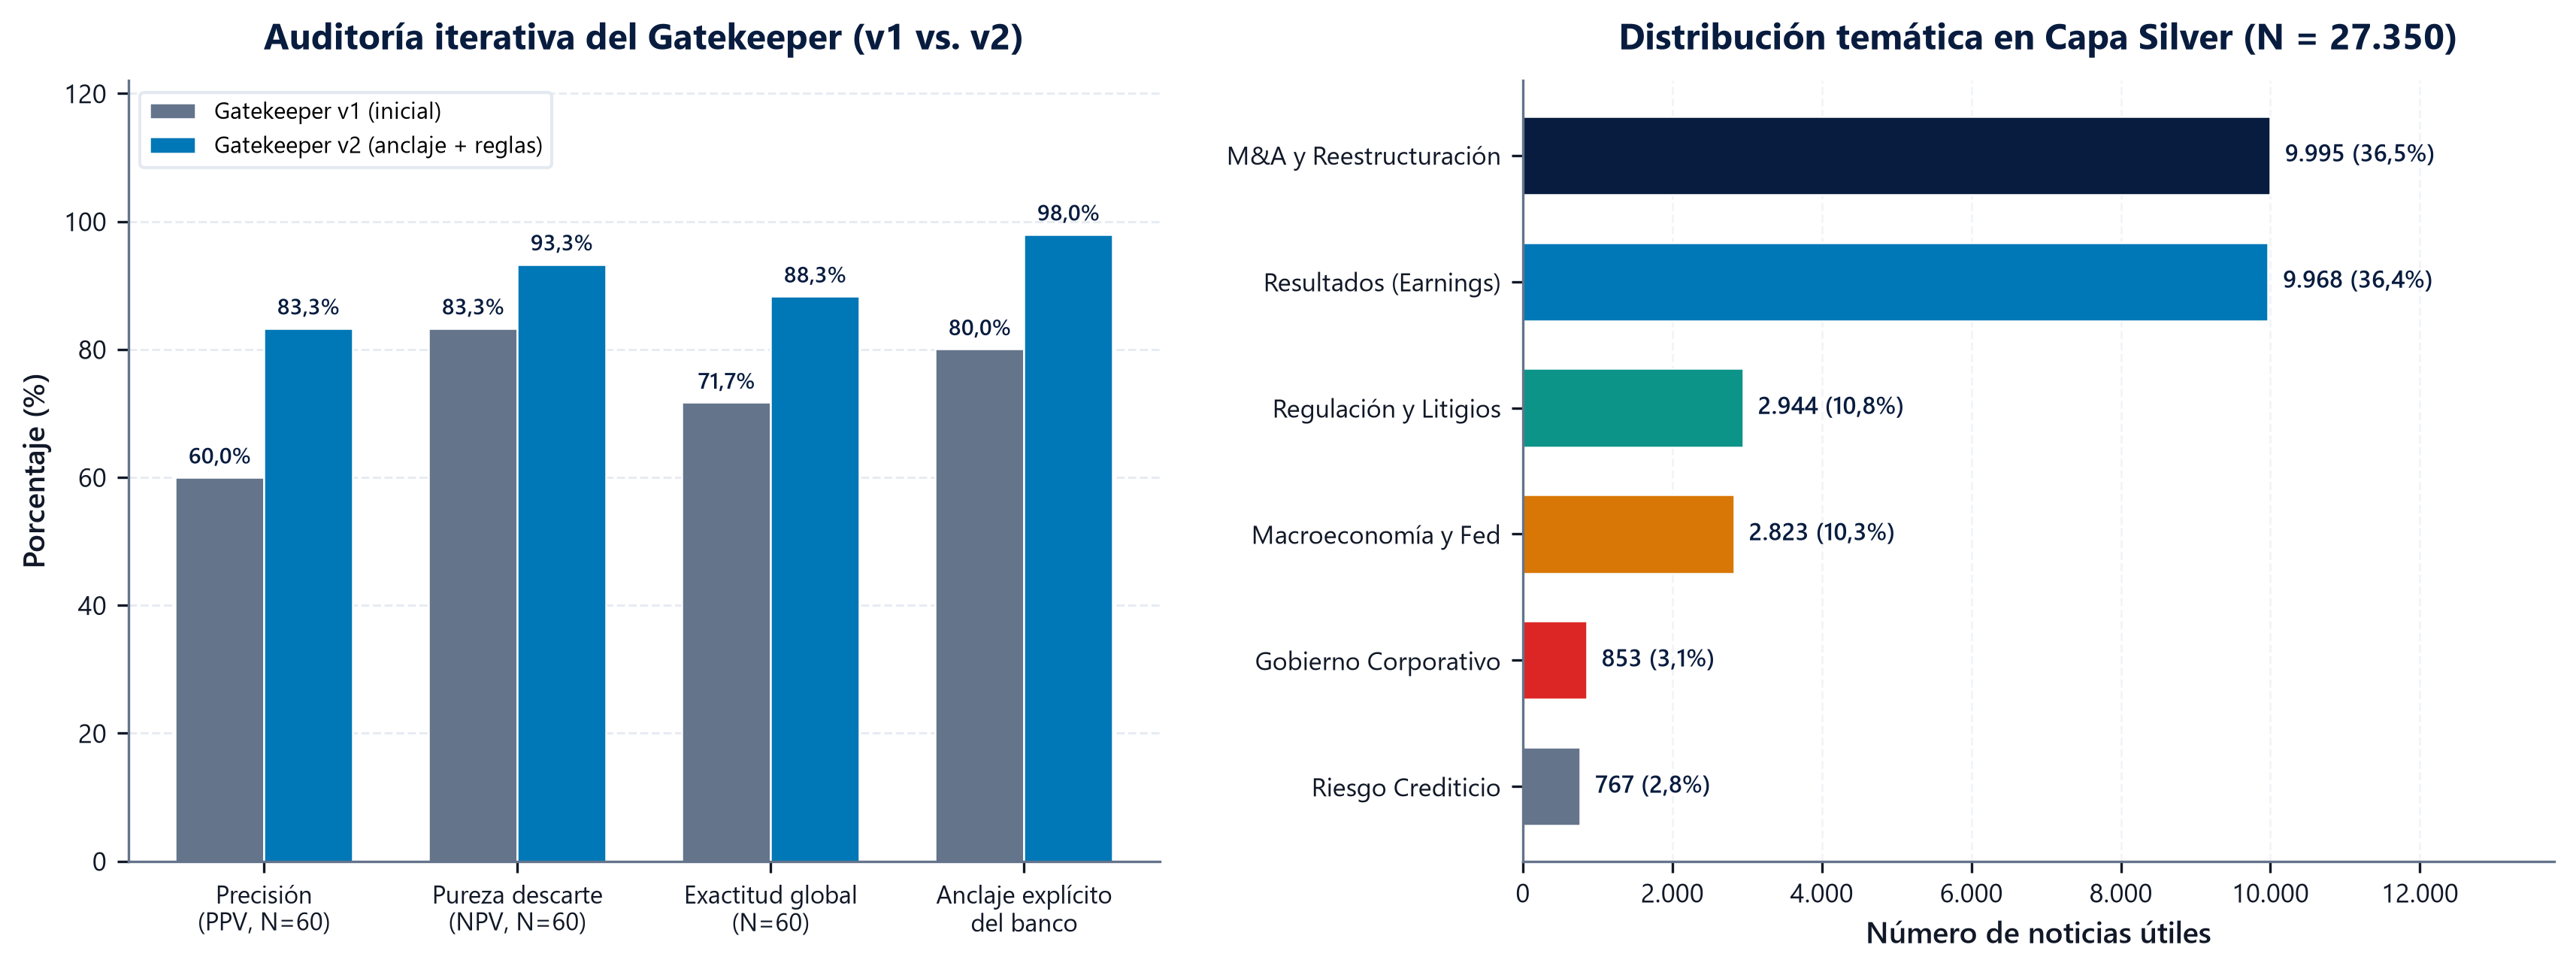 Auditoría iterativa del Gatekeeper (v1 vs. v2)
Gatekeeper v1 (inicial)
Gatekeeper v2 (anclaje + reglas)
Porcentaje (%)
120
100
80
60
40
20
0
60,0%
83,3%
83,3%
93,3%
71,7%
88,3%
80,0%
98,0%
Precisión
(PPV, N=60)
Pureza descarte
(NPV, N=60)
Exactitud global
(N=60)
Anclaje explícito
del banco
Distribución temática en Capa Silver (N = 27.350)
M&A y Reestructuración
9.995 (36,5%)
Resultados (Earnings)
9.968 (36,4%)
Regulación y Litigios
2.944 (10,8%)
Macroeconomía y Fed
2.823 (10,3%)
Gobierno Corporativo
853 (3,1%)
Riesgo Crediticio
767 (2,8%)
0
2.000
4.000
6.000
8.000
10.000
12.000
Número de noticias útiles